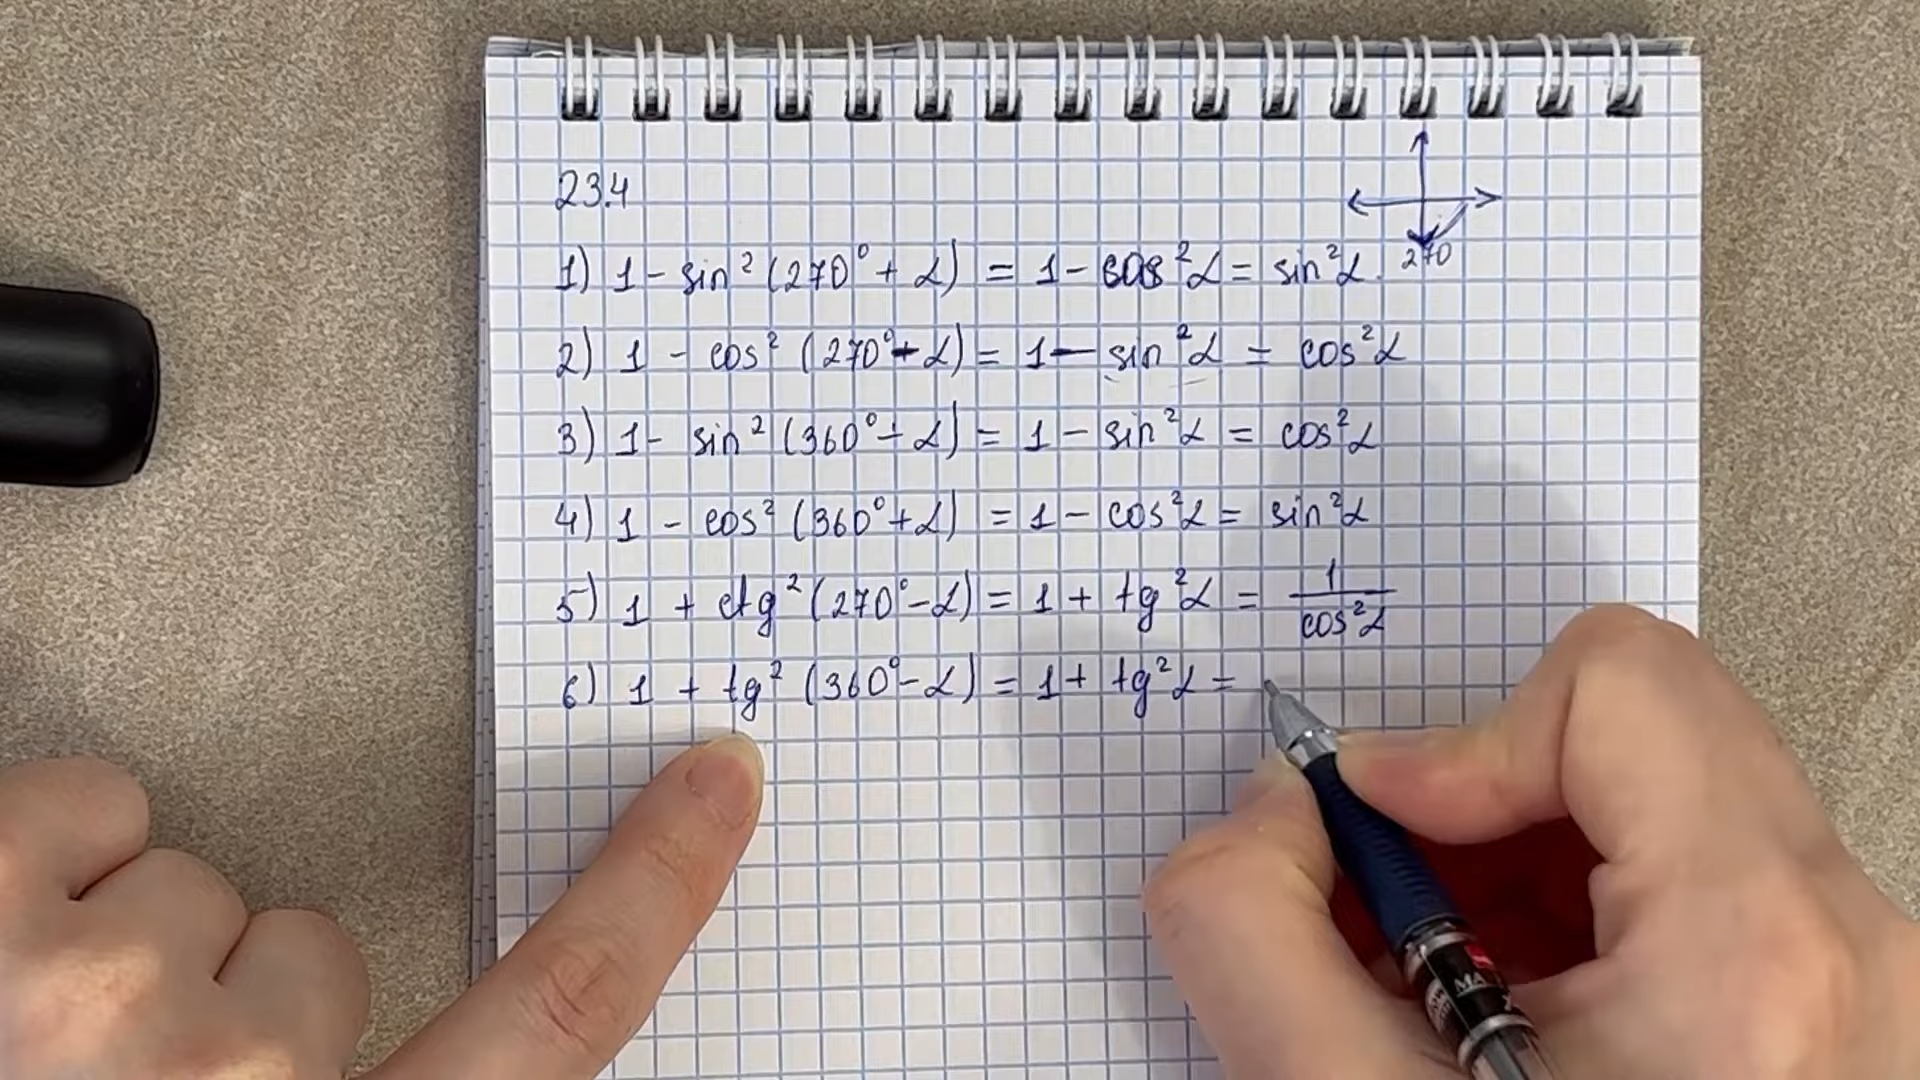 23.4
270
1) 1 - sin² (270° + α) = 1 - cos²α = sin²α.
2) 1 - cos² (270° + α) = 1 - sin²α = cos²α
3) 1 - sin² (360° + α) = 1 - sin²α = cos²α
4) 1 - cos² (360° + α) = 1 - cos²α = sin²α
5) 1 + ctg² (270° - α) = 1 + tg²α = 1/cos²α
6) 1 + tg² (360° - α) = 1 + tg²α =